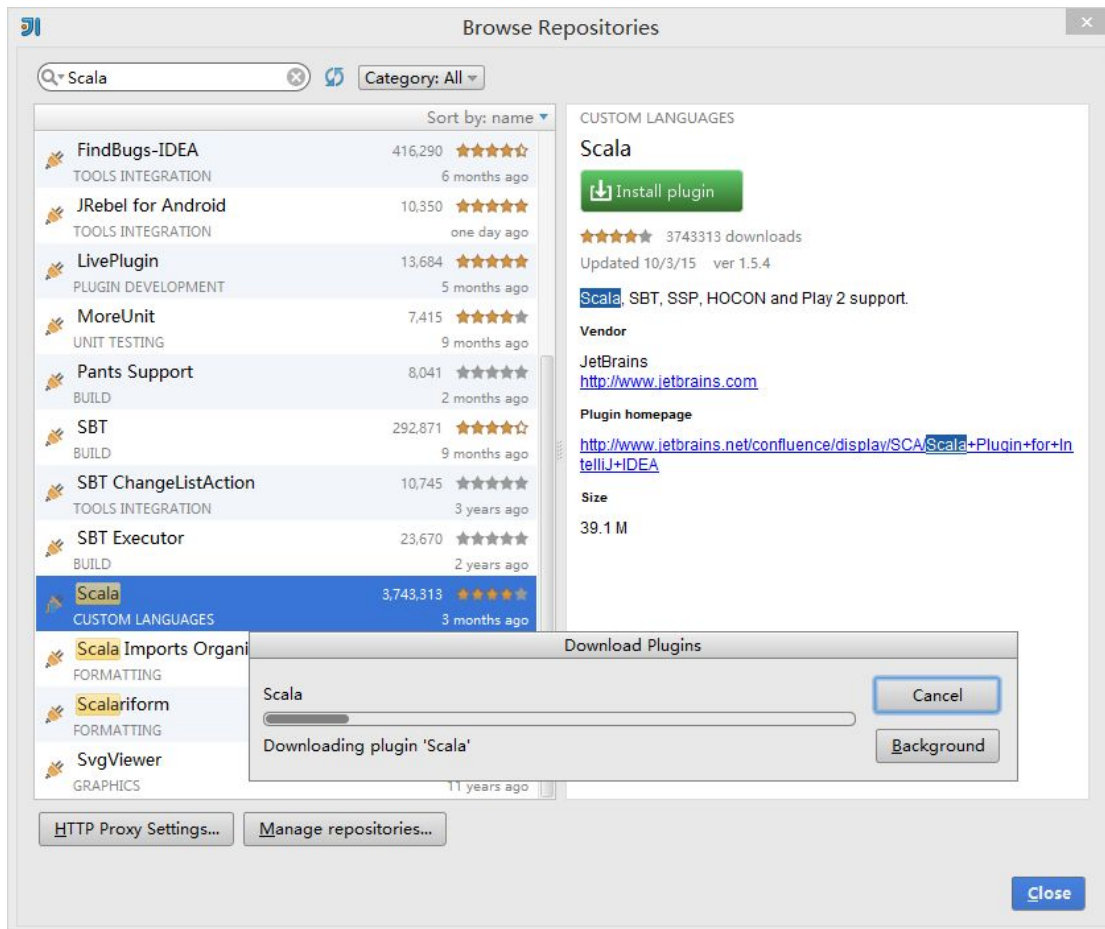 Browse Repositories
Scala
Category: All
Sort by: name
FindBugs-IDEA 416,290
TOOLS INTEGRATION 6 months ago
JRebel for Android 10,350
TOOLS INTEGRATION one day ago
LivePlugin 13,684
PLUGIN DEVELOPMENT 5 months ago
MoreUnit 7,415
UNIT TESTING 9 months ago
Pants Support 8,041
BUILD 2 months ago
SBT 292,871
BUILD 9 months ago
SBT ChangeListAction 10,745
TOOLS INTEGRATION 3 years ago
SBT Executor 23,670
BUILD 2 years ago
Scala 3,743,313
CUSTOM LANGUAGES 3 months ago
Scala Imports Organi
FORMATTING
Scalariform
FORMATTING
SvgViewer
GRAPHICS 11 years ago
CUSTOM LANGUAGES
Scala
Install plugin
3743313 downloads
Updated 10/3/15 ver 1.5.4
Scala, SBT, SSP, HOCON and Play 2 support.
Vendor
JetBrains
http://www.jetbrains.com
Plugin homepage
http://www.jetbrains.net/confluence/display/SCA/Scala+Plugin+for+In
telliJ+IDEA
Size
39.1 M
Download Plugins
Scala
Cancel
Downloading plugin 'Scala'
Background
HTTP Proxy Settings... Manage repositories...
Close